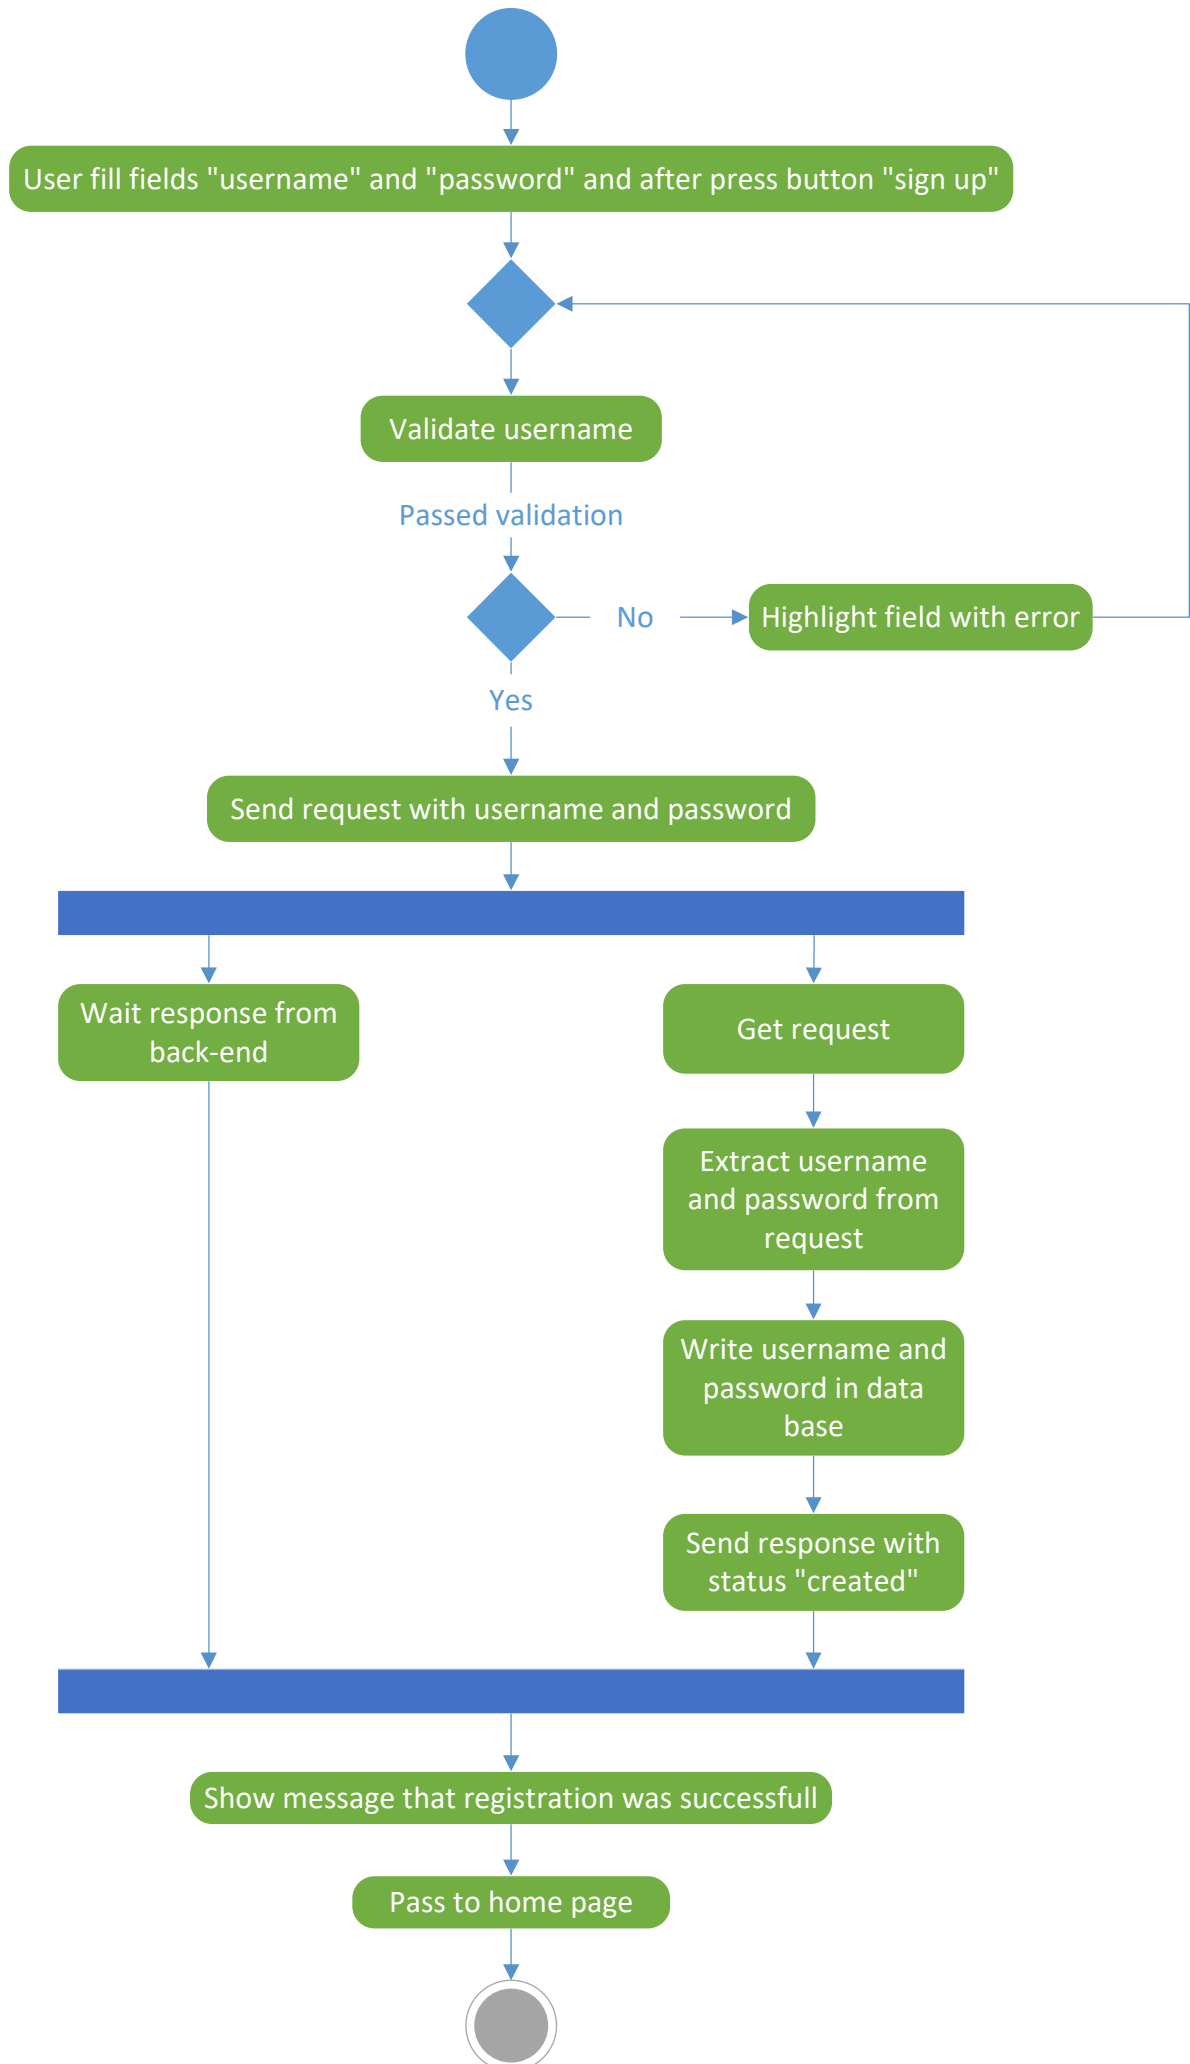 User fill fields "username" and "password" and after press button "sign up"
Validate username
Passed validation
No
Highlight field with error
Yes
Send request with username and password
Wait response from
back-end
Get request
Extract username
and password from
request
Write username and
password in data
base
Send response with
status "created"
Show message that registration was successfull
Pass to home page